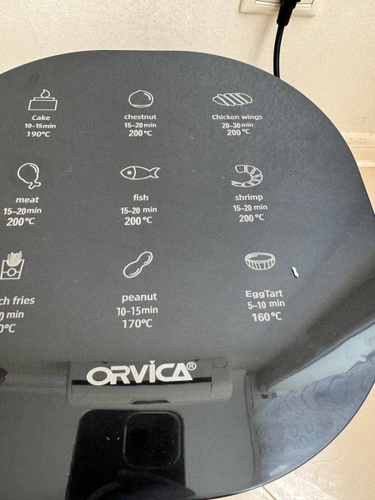 Cake
10-15min
190°C
chestnut
15-20min
200°C
Chicken wings
20-30min
200°C
meat
15-20min
200°C
fish
15-20 min
200°C
shrimp
15-20 min
200°C
ch fries
0 min
0°C
peanut
10-15min
170°C
EggTart
5-10 min
160°C
ORVICA®